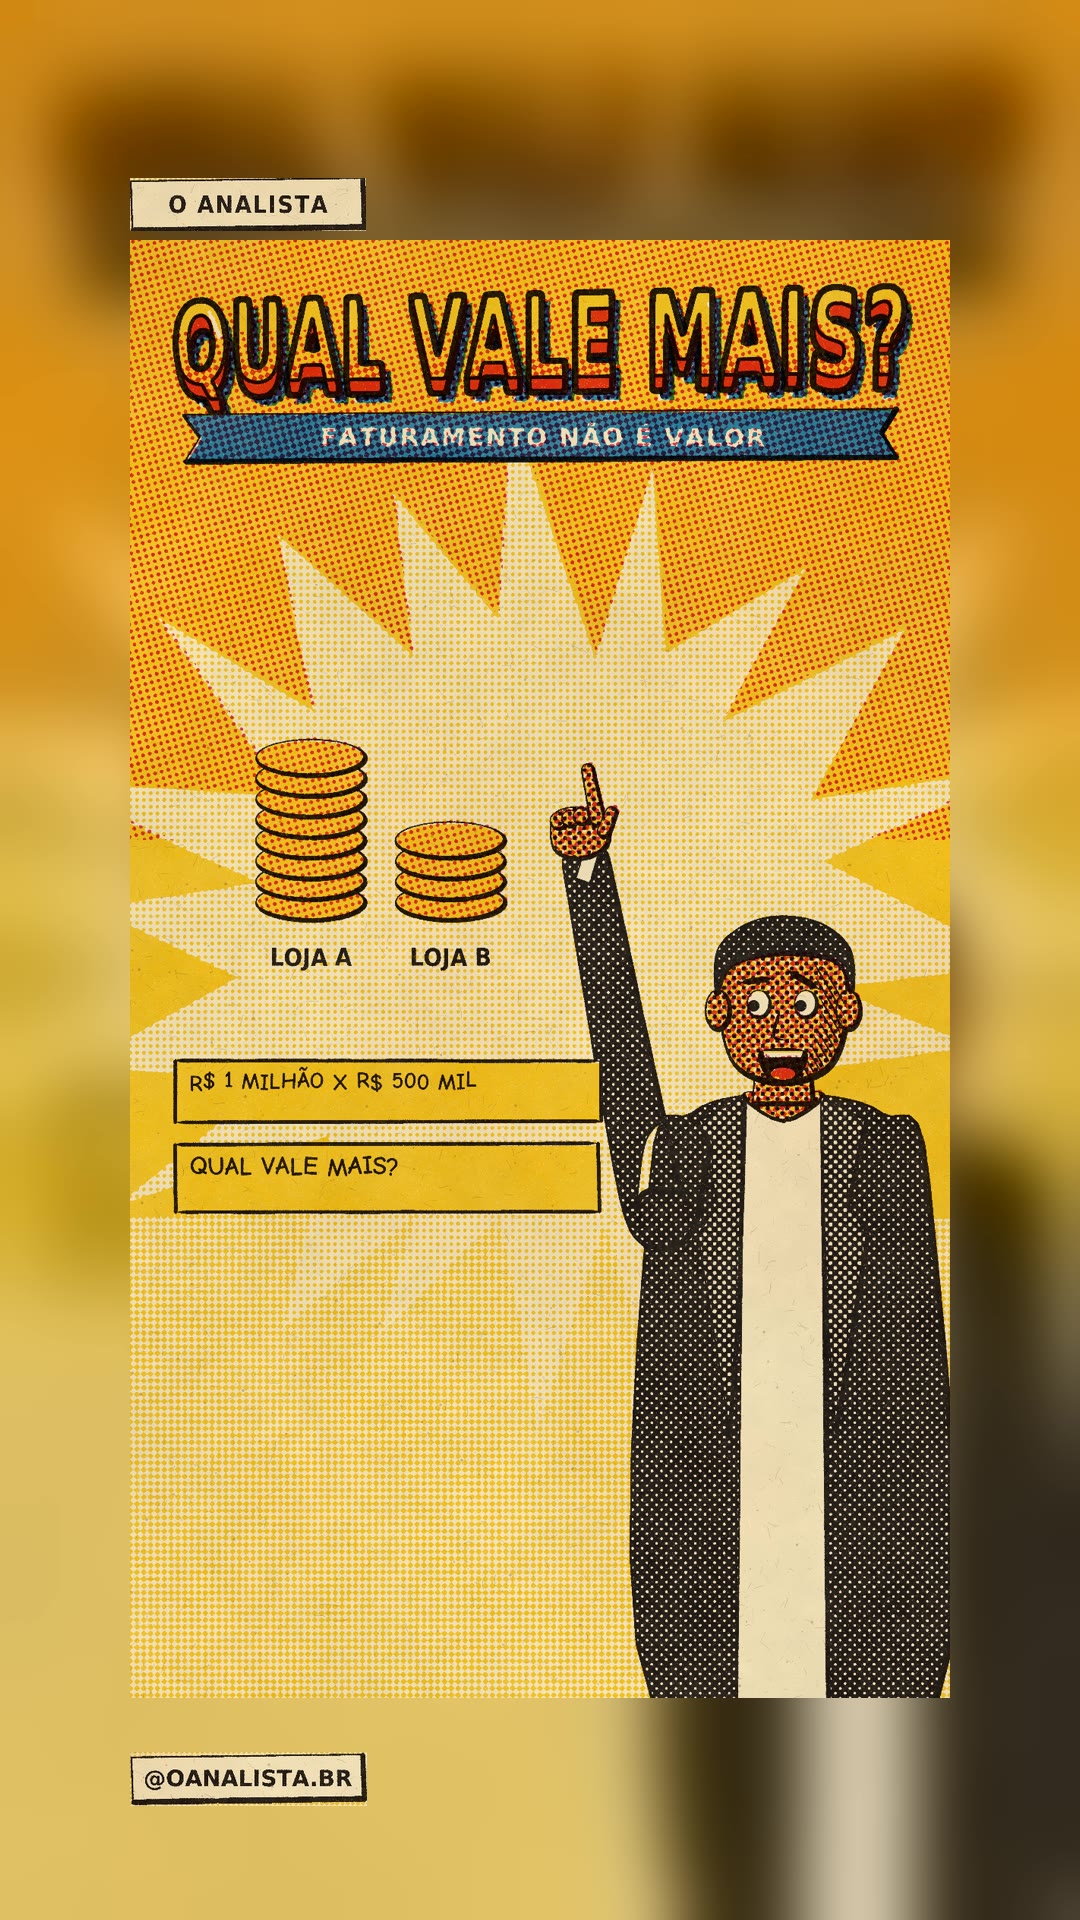 O ANALISTA
QUAL VALE MAIS?
FATURAMENTO NÃO É VALOR
LOJA A
LOJA B
R$ 1 MILHÃO X R$ 500 MIL
QUAL VALE MAIS?
@OANALISTA.BR